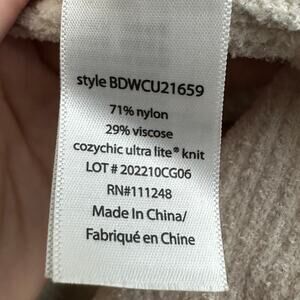 style BDWCU21659
71% nylon
29% viscose
cozychic ultra lite® knit
LOT # 202210CG06
RN#111248
Made In China/
Fabriqué en Chine